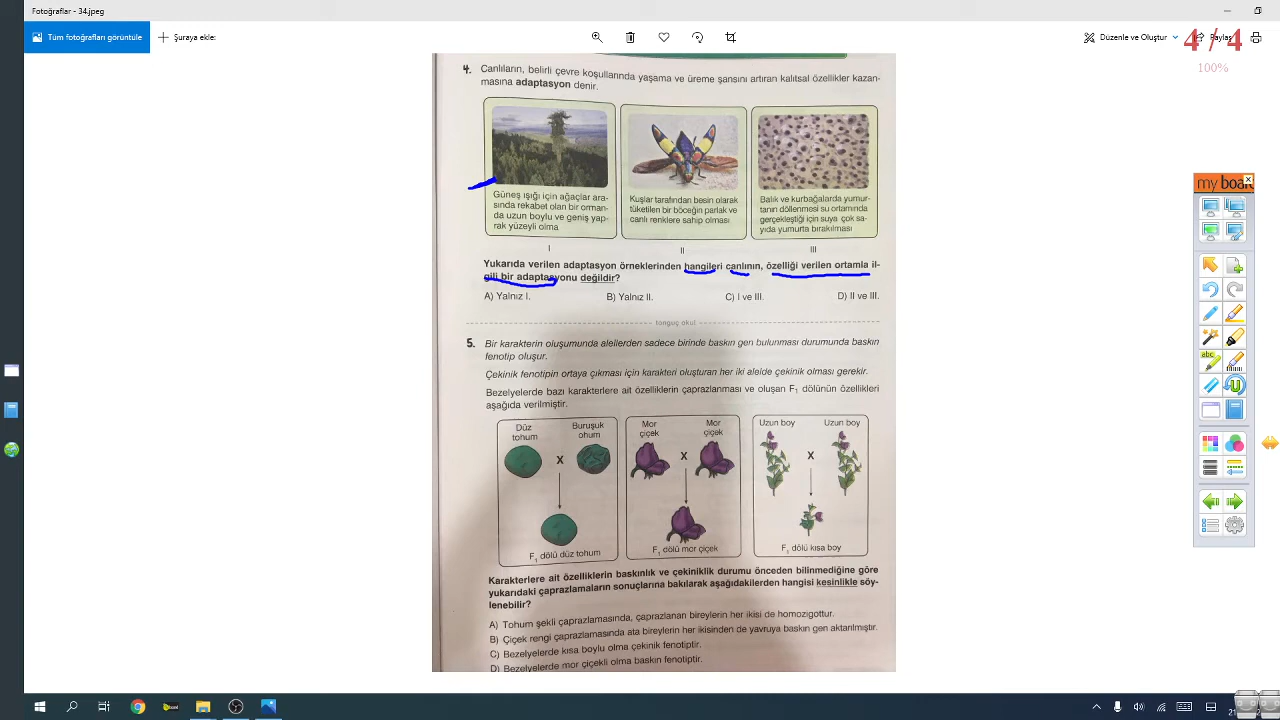 Fotoğraflar - 34.jpeg
Tüm fotoğrafları görüntüle
Şuraya ekle:
Düzenle ve Oluştur
Paylaş
4 / 4
100%
4. Canlıların, belirli çevre koşullarında yaşama ve üreme şansını artıran kalıtsal özellikler kazan-
masına adaptasyon denir.
Güneş ışığı için ağaçlar ara-
sında rekabet olan bir orman-
da uzun boylu ve geniş yap-
rak yüzeyli olma
I
Kuşlar tarafından besin olarak
tüketilen bir böceğin parlak ve
canlı renklere sahip olması
II
Balık ve kurbağalarda yumur-
tanın döllenmesi su ortamında
gerçekleştiği için suya çok sa-
yıda yumurta bırakılması
III
Yukarıda verilen adaptasyon örneklerinden hangileri canlının, özelliği verilen ortamla il-
gili bir adaptasyonu değildir?
A) Yalnız I.
B) Yalnız II.
C) I ve III.
D) II ve III.
tonguç okul
5. Bir karakterin oluşumunda alellerden sadece birinde baskın gen bulunması durumunda baskın
fenotip oluşur.
Çekinik fenotipin ortaya çıkması için karakteri oluşturan her iki alelde çekinik olması gerekir.
Bezelyelerde bazı karakterlere ait özelliklerin çaprazlanması ve oluşan F1 dölünün özellikleri
aşağıda verilmiştir.
Düz
tohum
Buruşuk
ohum
X
F1 dölü düz tohum
Mor
çiçek
Mor
çiçek
X
F1 dölü mor çiçek
Uzun boy
Uzun boy
X
F1 dölü kısa boy
Karakterlere ait özelliklerin baskınlık ve çekiniklik durumu önceden bilinmediğine göre
yukarıdaki çaprazlamaların sonuçlarına bakılarak aşağıdakilerden hangisi kesinlikle söy-
lenebilir?
A) Tohum şekli çaprazlamasında, çaprazlanan bireylerin her ikisi de homozigottur.
B) Çiçek rengi çaprazlamasında ata bireylerin her ikisinden de yavruya baskın gen aktarılmıştır.
C) Bezelyelerde kısa boylu olma çekinik fenotiptir.
D) Bezelyelerde mor çiçekli olma baskın fenotiptir.
my board
abc